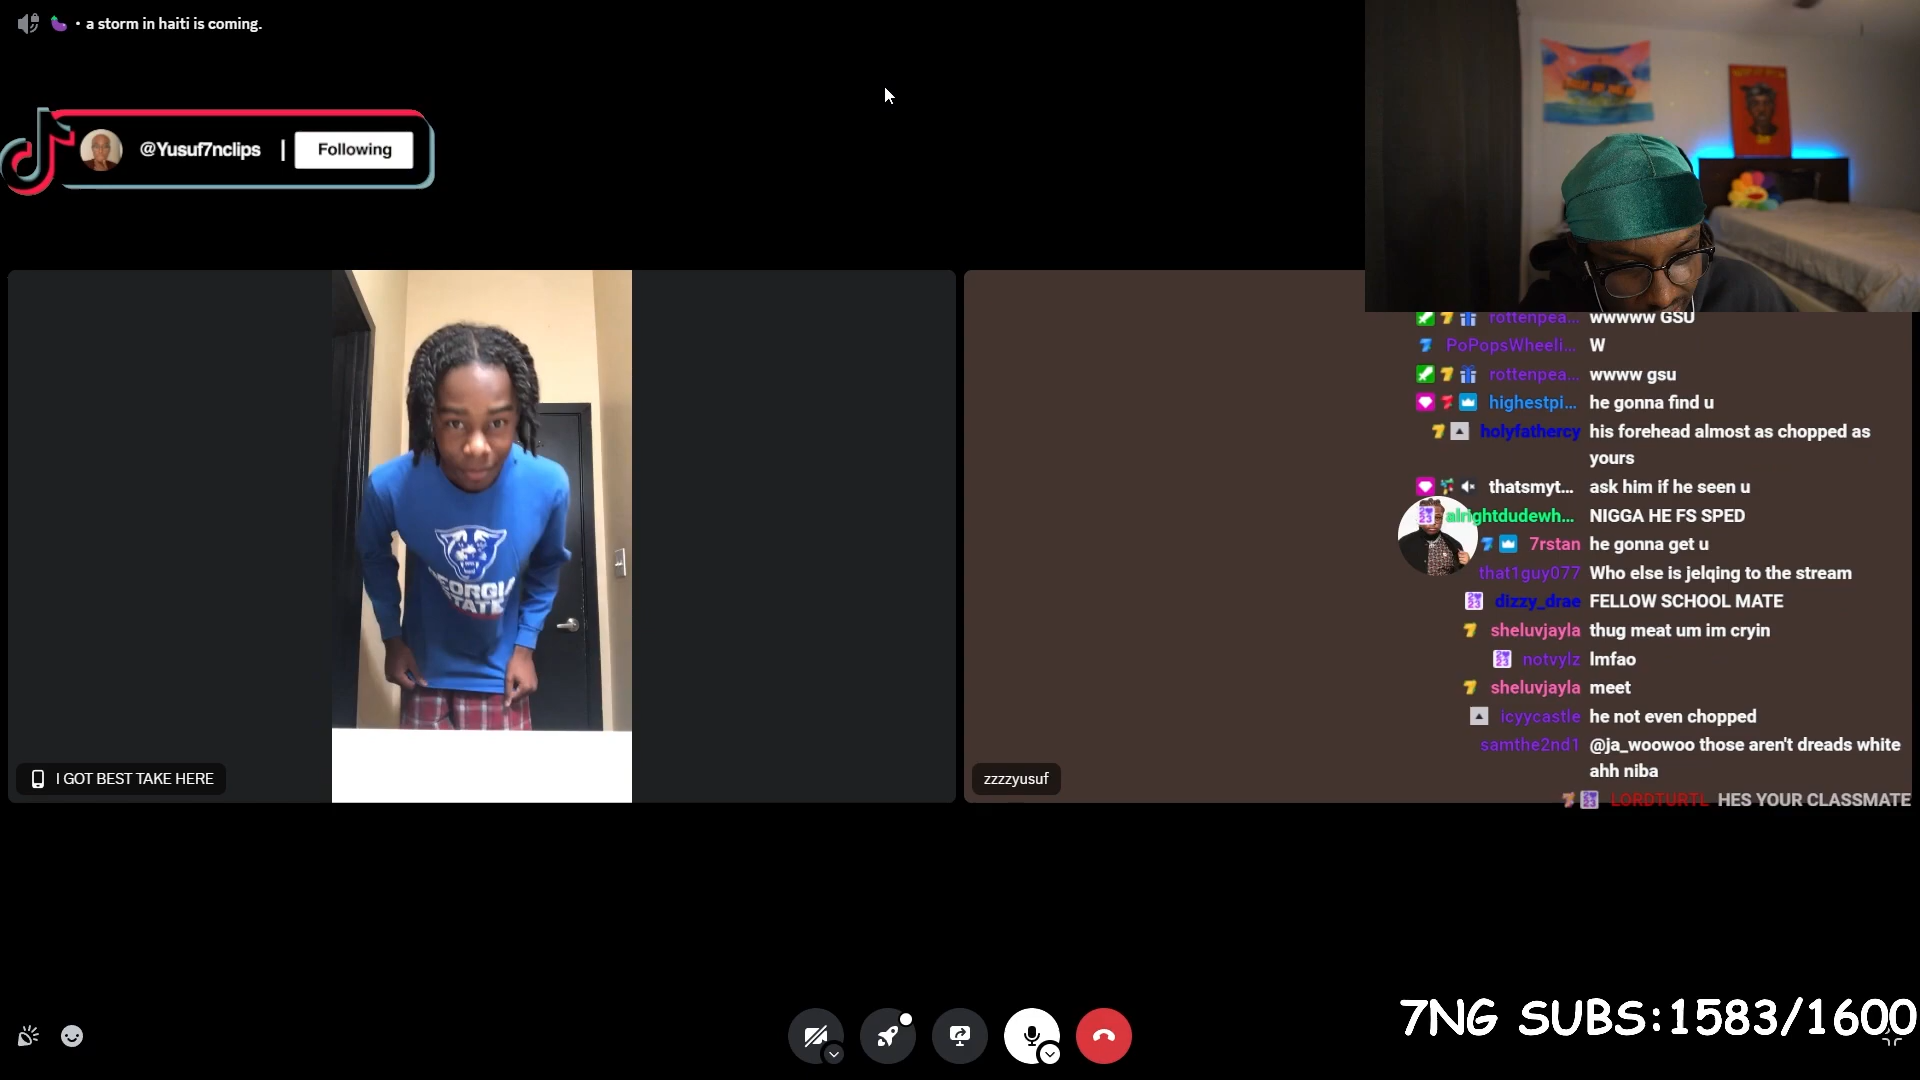 • a storm in haiti is coming.
@Yusuf7nclips | Following
GEORGIA
STATE
I GOT BEST TAKE HERE
zzzzyusuf
rottenpea... wwwww GSU
PoPopsWheeli... W
rottenpea... wwww gsu
highestpi... he gonna find u
holyfathercy his forehead almost as chopped as
yours
thatsmyt... ask him if he seen u
alrightdudewh... NIGGA HE FS SPED
7rstan he gonna get u
that1guy077 Who else is jelqing to the stream
dizzy_drae FELLOW SCHOOL MATE
sheluvjayla thug meat um im cryin
notvylz lmfao
sheluvjayla meet
icyycastle he not even chopped
samthe2nd1 @ja_woowoo those aren't dreads white
ahh niba
LORDTURTL HES YOUR CLASSMATE
7NG SUBS:1583/1600